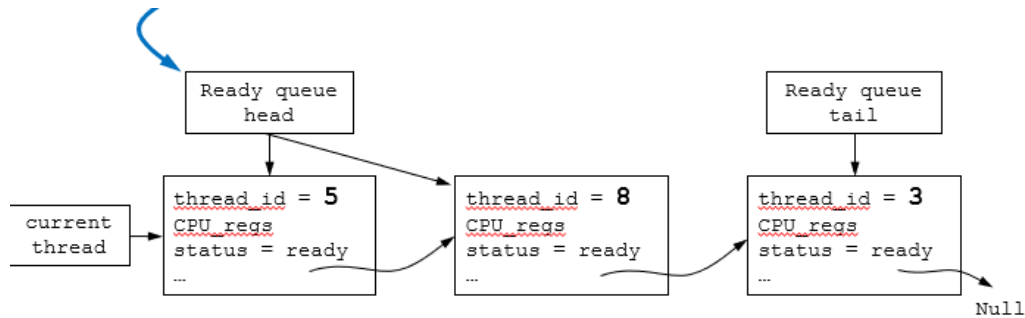 Ready queue
head
Ready queue
tail
current
thread
thread_id = 5
CPU_regs
status = ready
…
thread_id = 8
CPU_regs
status = ready
…
thread_id = 3
CPU_regs
status = ready
…
Null